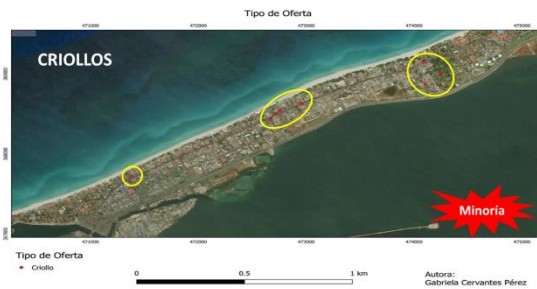 Tipo de Oferta
471000 472000 473000 474000 475000
CRIOLLOS
Minoría
471000 472000 473000 474000 475000
Tipo de Oferta
Criollo
0 0.5 1 km
Autora:
Gabriela Cervantes Pérez